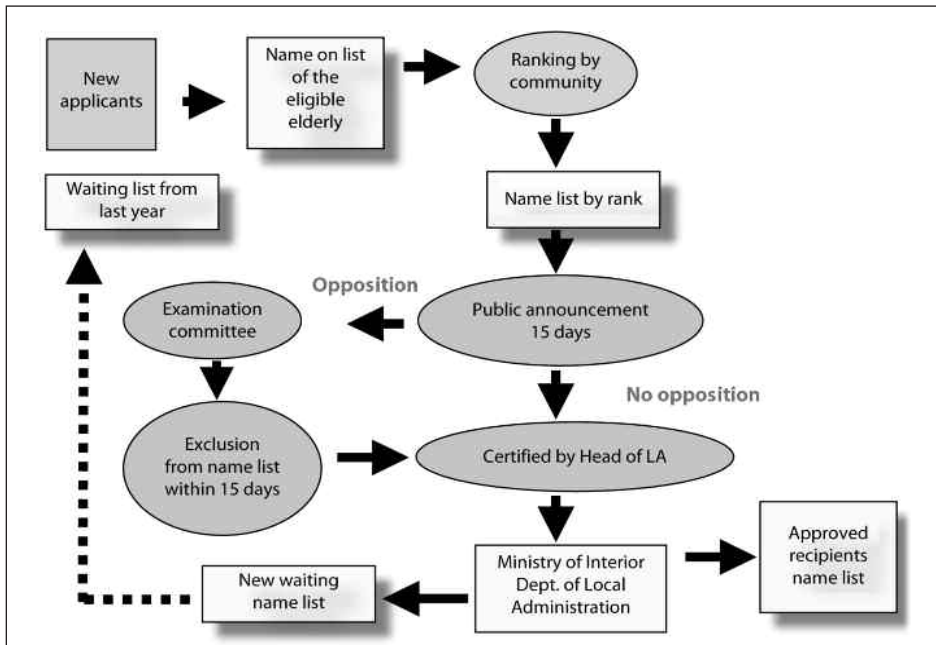 New
applicants
Name on list
of the
eligible
elderly
Ranking by
community
Waiting list from
last year
Name list by rank
Opposition
Examination
committee
Public announcement
15 days
No opposition
Exclusion
from name list
within 15 days
Certified by Head of LA
Approved
recipients
name list
Ministry of Interior
Dept. of Local
Administration
New waiting
name list